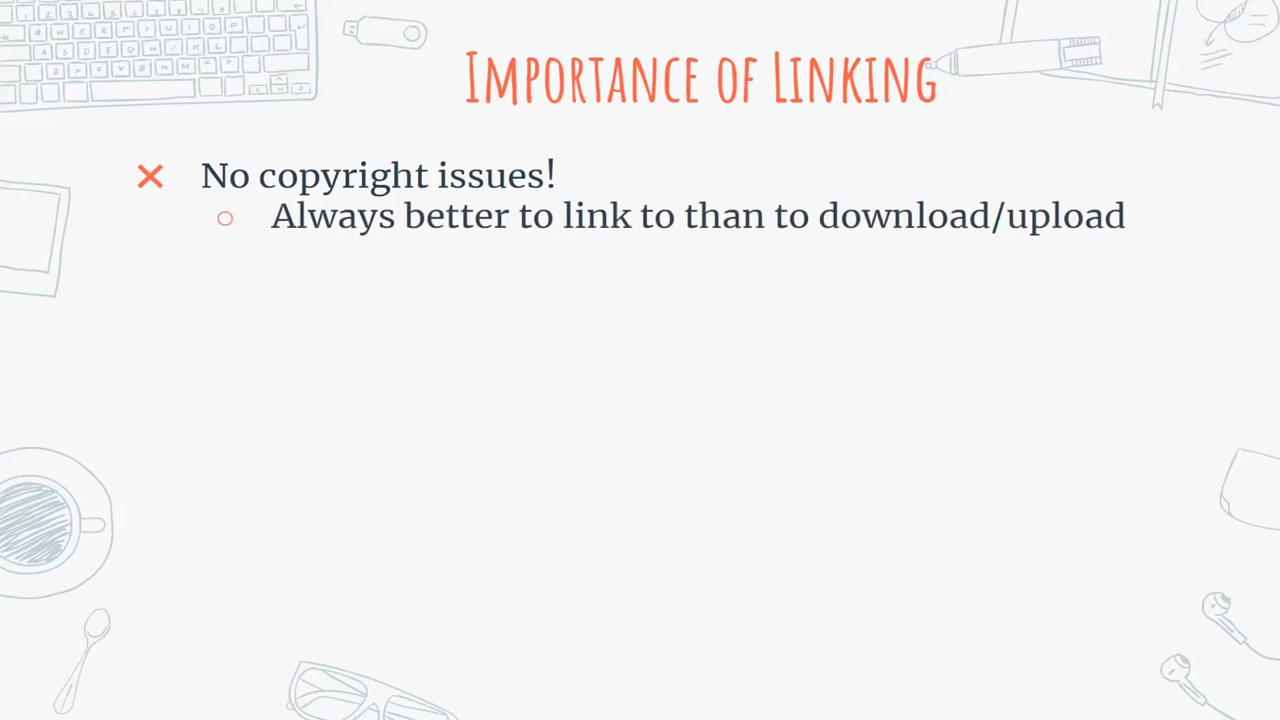 Importance of Linking
No copyright issues!
Always better to link to than to download/upload